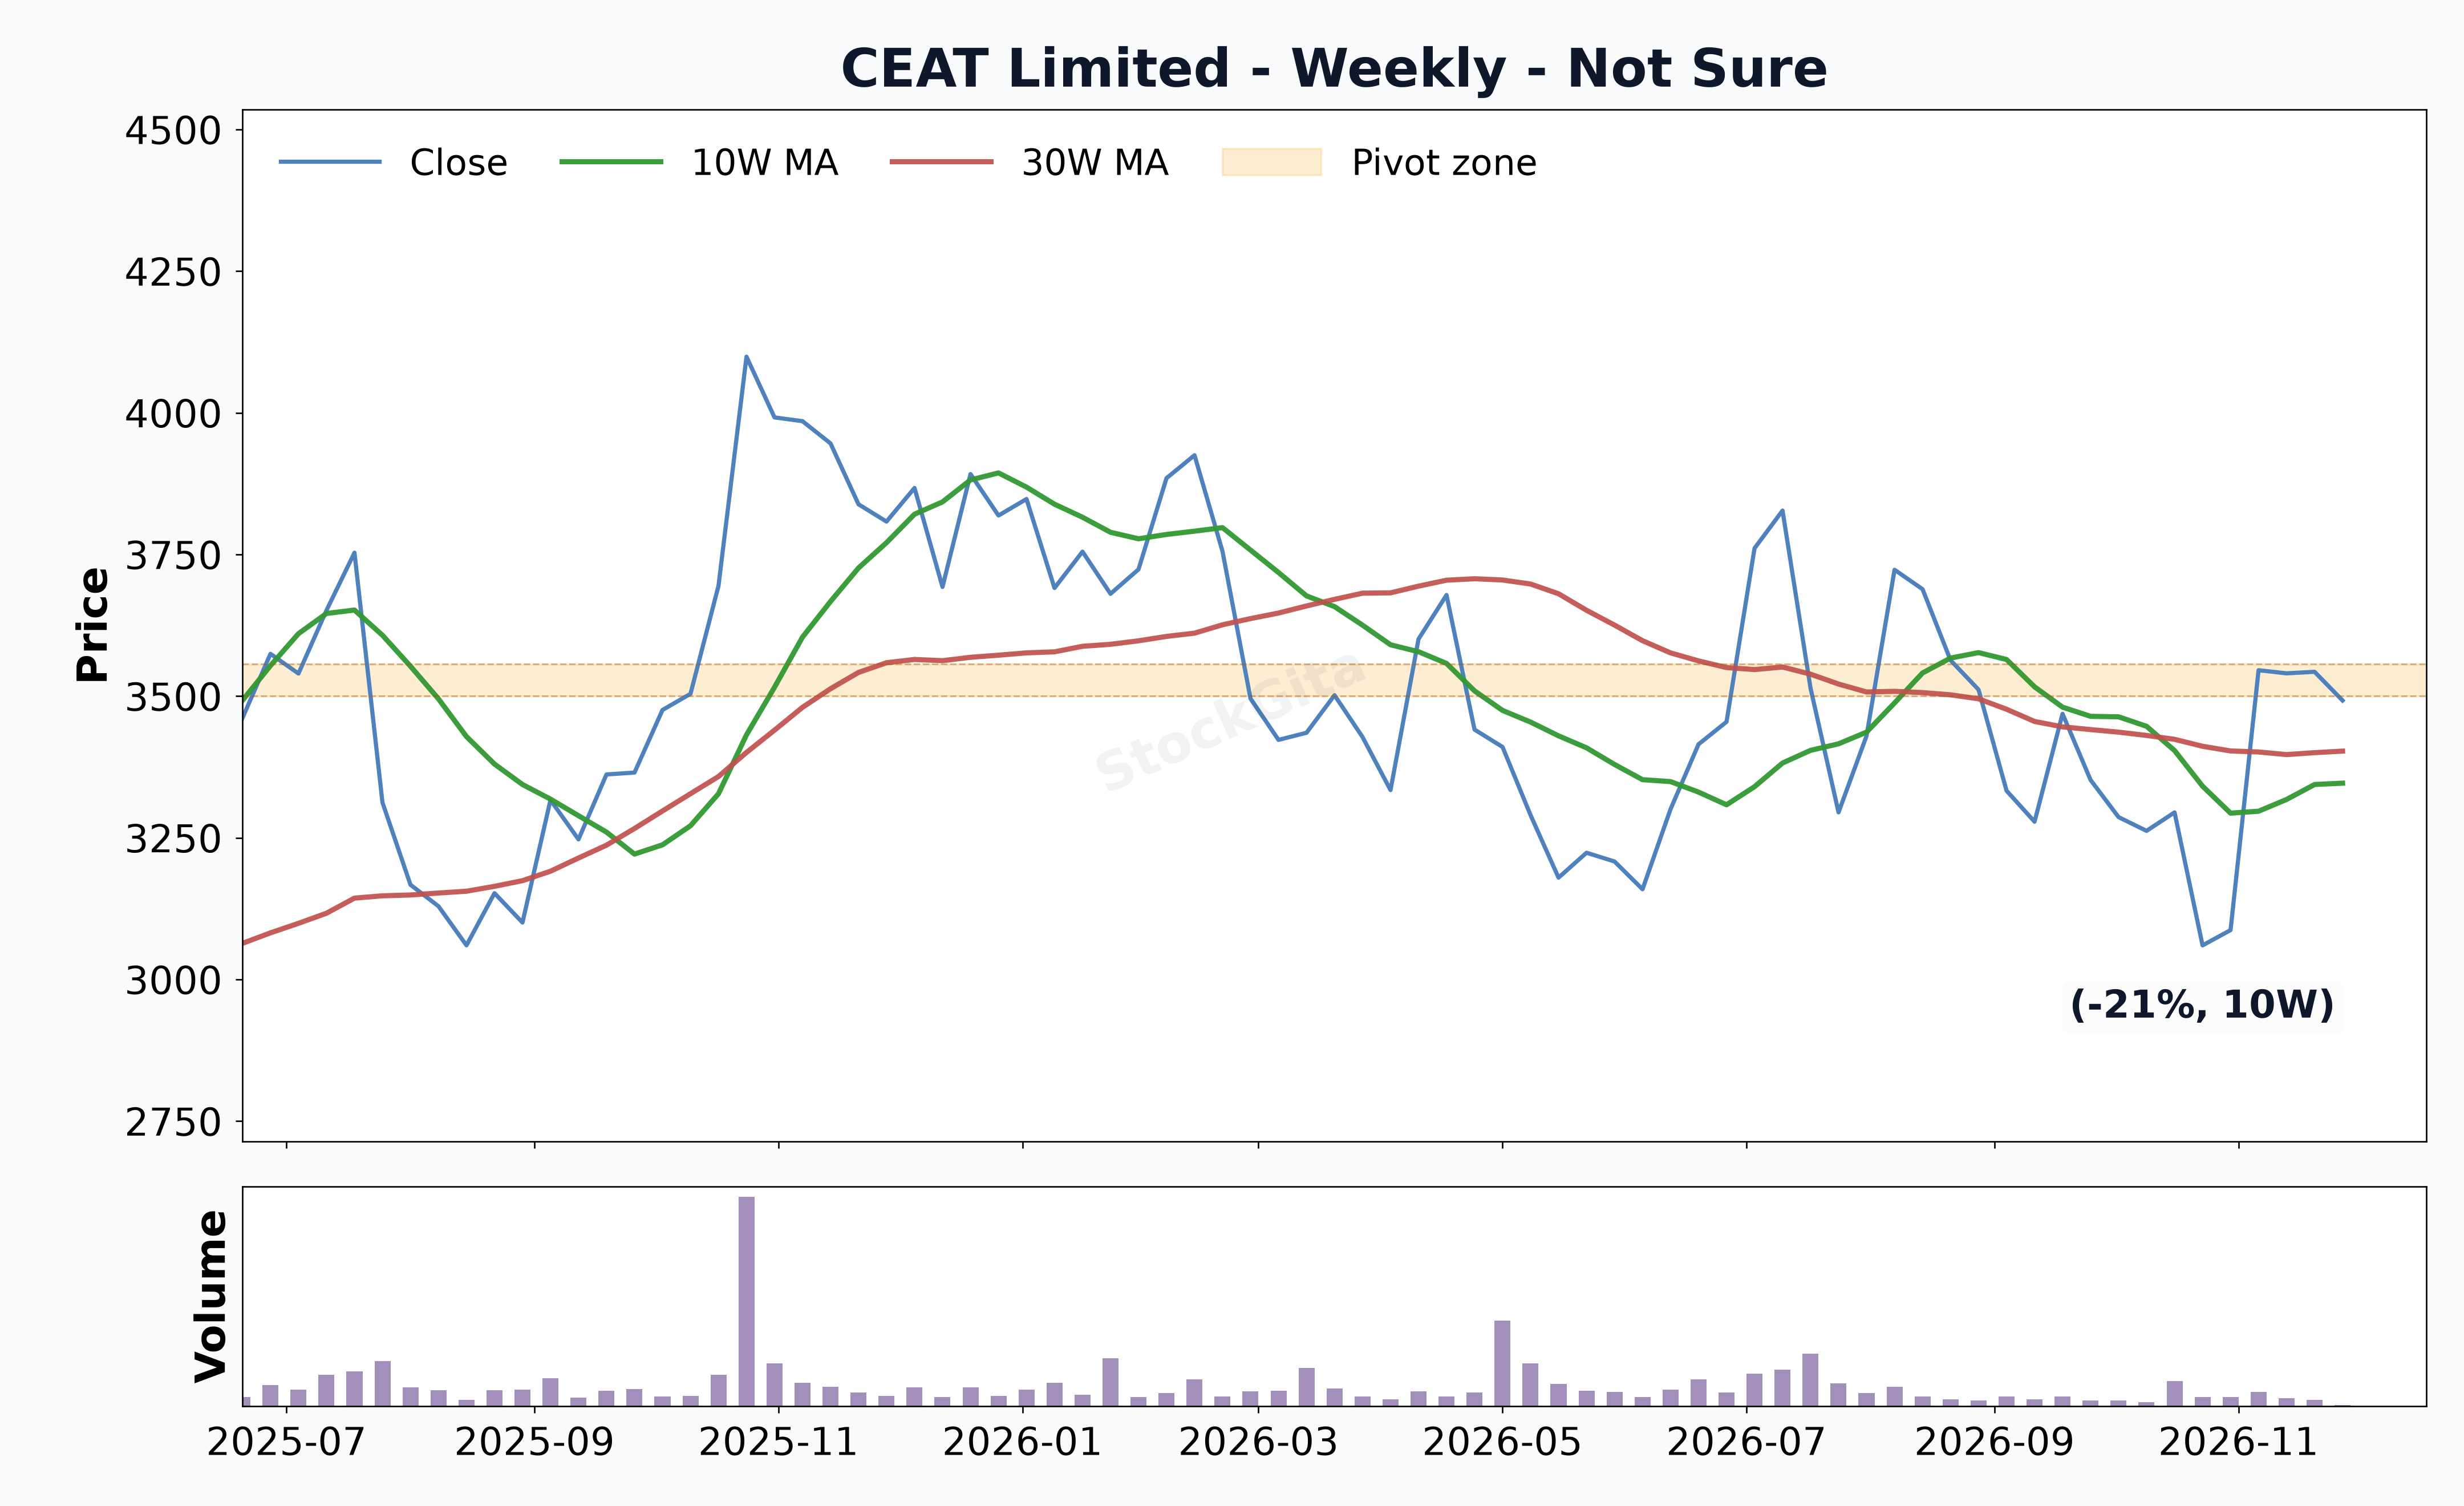 CEAT Limited - Weekly - Not Sure
Close 10W MA 30W MA Pivot zone
Price
4500
4250
4000
3750
3500
3250
3000
2750
StockGita
(-21%, 10W)
Volume
2025-07 2025-09 2025-11 2026-01 2026-03 2026-05 2026-07 2026-09 2026-11